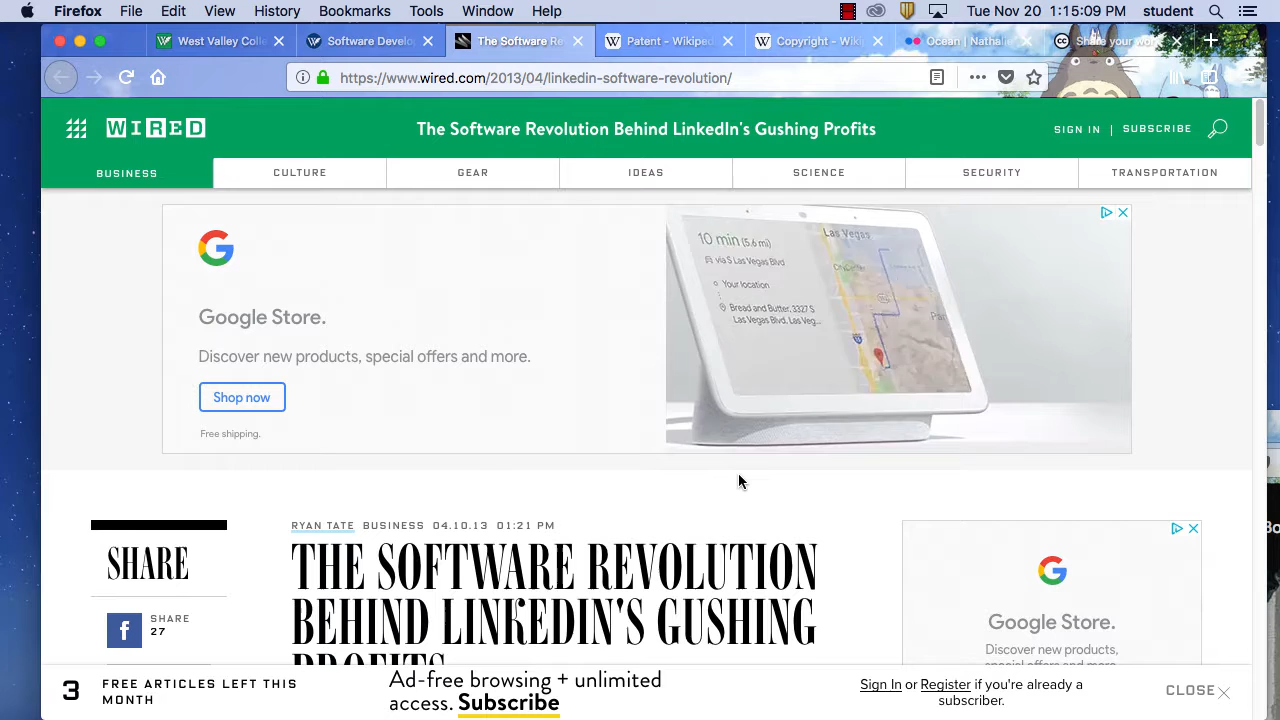 Firefox File Edit View History Bookmarks Tools Window Help Tue Nov 20 1:15:09 PM student
West Valley Colle Software Develo The Software Re Patent - Wikiped Copyright - Wiki Ocean | Nathalie Share your work
https://www.wired.com/2013/04/linkedin-software-revolution/
WIRED The Software Revolution Behind LinkedIn's Gushing Profits SIGN IN | SUBSCRIBE
BUSINESS CULTURE GEAR IDEAS SCIENCE SECURITY TRANSPORTATION
Google Store.
Discover new products, special offers and more.
Shop now
Free shipping.
10 min (5.6 mi)
via S Las Vegas Blvd
Your location
Bread and Butter, 3327 S
Las Vegas Blvd, Las Veg...
Las Vegas
RYAN TATE BUSINESS 04.10.13 01:21 PM
SHARE
THE SOFTWARE REVOLUTION
BEHIND LINKEDIN'S GUSHING
PROFITS
SHARE
27
Google Store.
Discover new products,
special offers and more.
3 FREE ARTICLES LEFT THIS
MONTH
Ad-free browsing + unlimited
access. Subscribe
Sign In or Register if you're already a
subscriber.
CLOSE